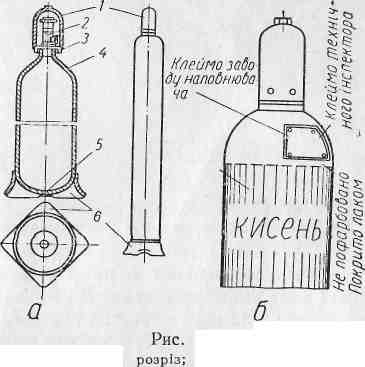 1
2
3
4
5
6
а
Клеймо заво
ду наповнюва
ча
клеймо техніч-
ного інспектора
КИСЕНЬ
Не пофарбовано
Покрито лаком
б
Рис.
розріз;